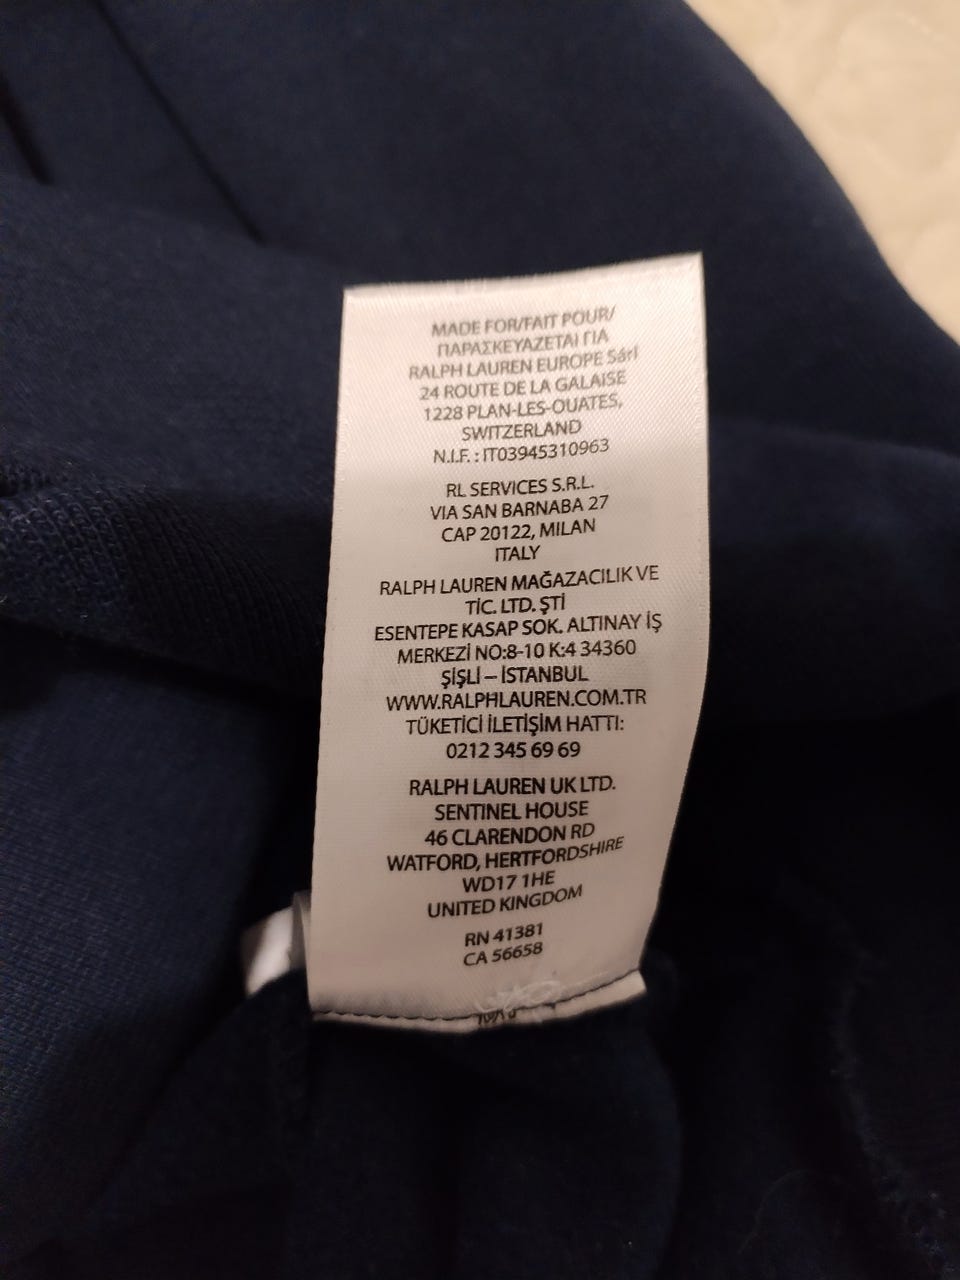 MADE FOR/FAIT POUR/
ΠΑΡΑΣΚΕΥΑΖΕΤΑΙ ΓΙΑ
RALPH LAUREN EUROPE Sárl
24 ROUTE DE LA GALAISE
1228 PLAN-LES-OUATES,
SWITZERLAND
N.I.F. : IT03945310963
RL SERVICES S.R.L.
VIA SAN BARNABA 27
CAP 20122, MILAN
ITALY
RALPH LAUREN MAĞAZACILIK VE
TİC. LTD. ŞTİ
ESENTEPE KASAP SOK. ALTINAY İŞ
MERKEZİ NO:8-10 K:4 34360
ŞİŞLİ – İSTANBUL
WWW.RALPHLAUREN.COM.TR
TÜKETİCİ İLETİŞİM HATTI:
0212 345 69 69
RALPH LAUREN UK LTD.
SENTINEL HOUSE
46 CLARENDON RD
WATFORD, HERTFORDSHIRE
WD17 1HE
UNITED KINGDOM
RN 41381
CA 56658